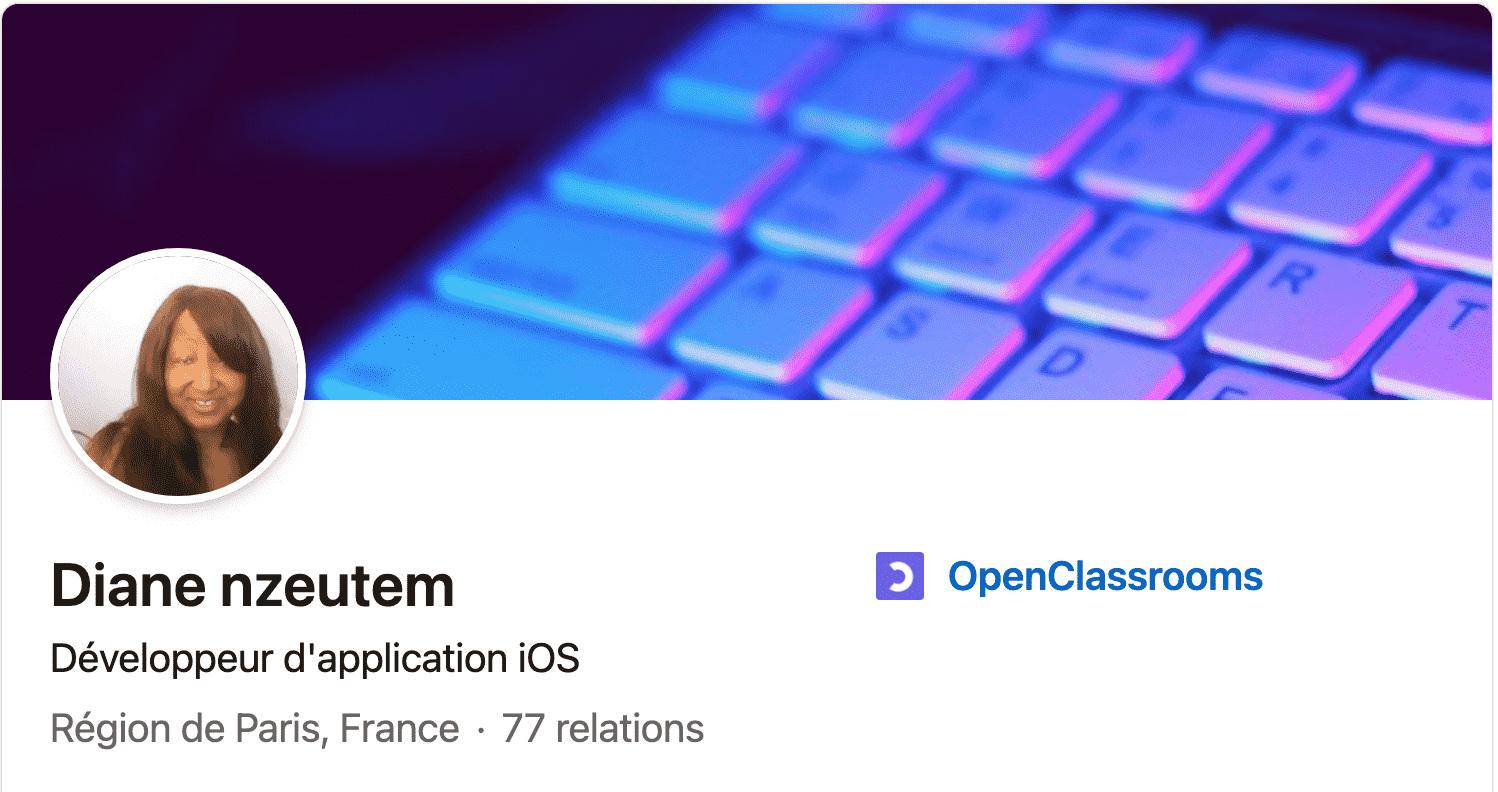 E
R
T
A
S
D
F
Diane nzeutem
OpenClassrooms
Développeur d'application iOS
Région de Paris, France · 77 relations